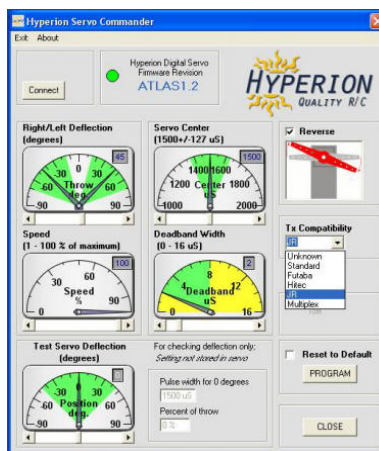 Hyperion Servo Commander
Exit About
Connect
Hyperion Digital Servo
Firmware Revision
ATLAS1.2
HYPERION
QUALITY R/C
Right/Left Deflection
(degrees)
45
-90 -60 -30 0 30 60 90
Throw
deg.
Servo Center
(1500+/-127 uS)
1500
1000 1200 1400 1600 1800 2000
Center
uS
Reverse
Speed
(1 - 100 % of maximum)
100
0 30 60 90
Speed
%
Deadband Width
(0 - 16 uS)
2
0 4 8 12 16
Deadband
uS
Tx Compatibility
JR
Unknown
Standard
Futaba
Hitec
JR
Multiplex
Test Servo Deflection
(degrees)
-90 -60 -30 0 30 60 90
Position
deg.
For checking deflection only;
Setting not stored in servo
Pulse width for 0 degrees
1500 uS
Percent of throw
0 %
Reset to Default
PROGRAM
CLOSE